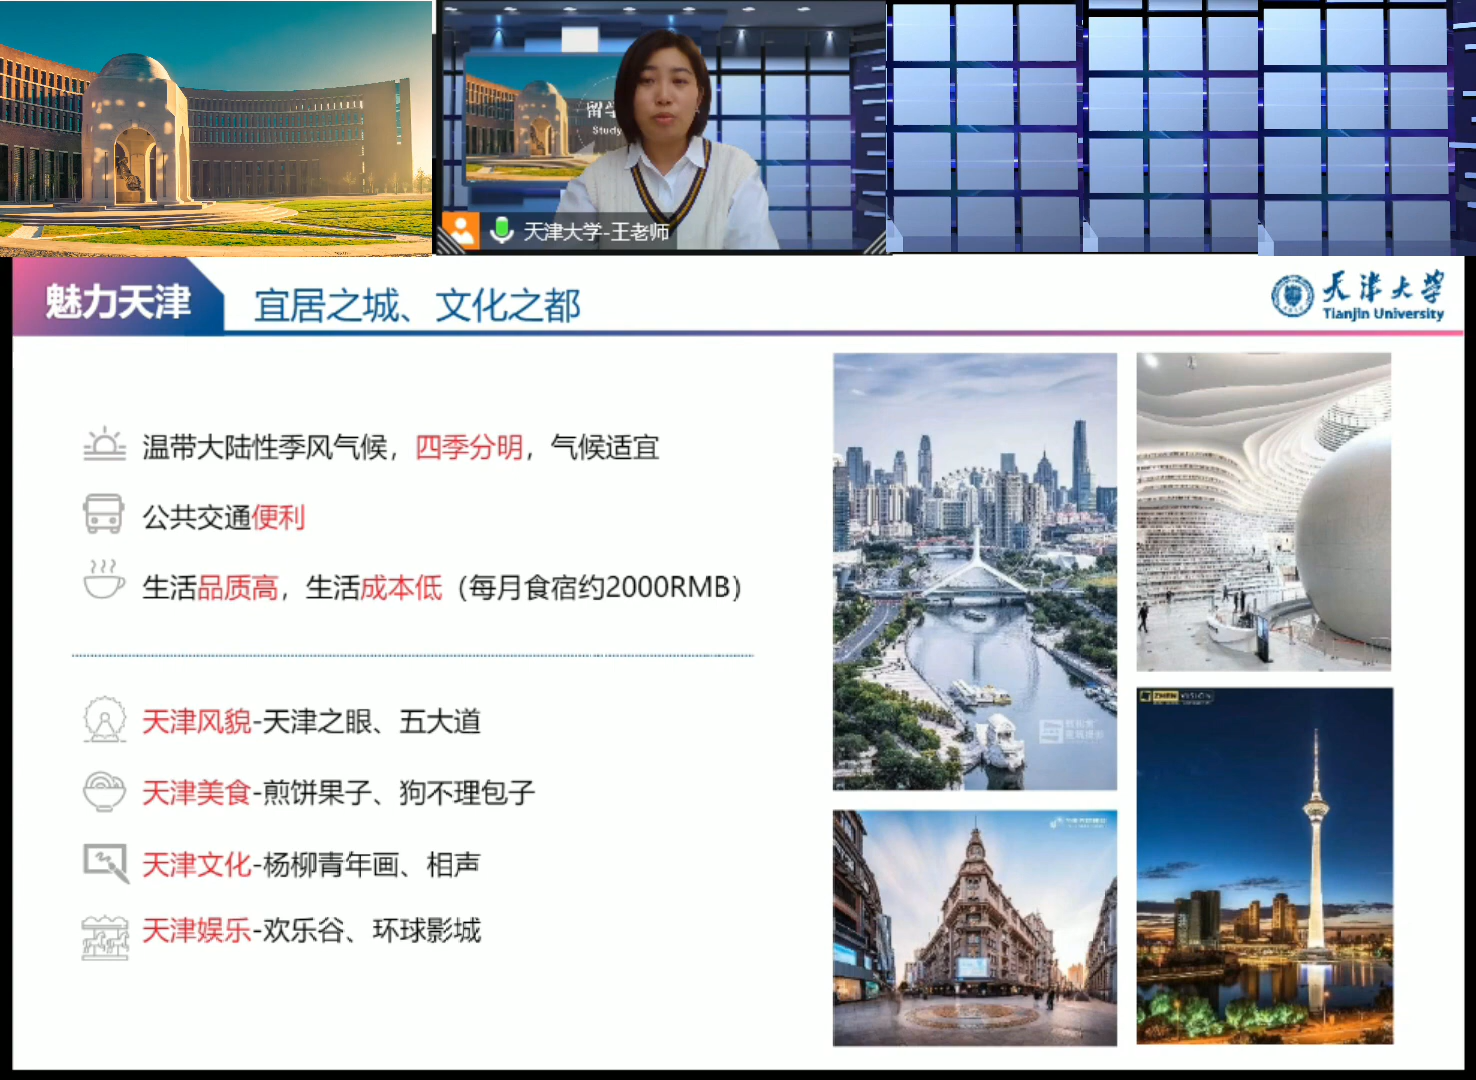 留学
Study
天津大学-王老师
魅力天津
宜居之城、文化之都
天津大学
Tianjin University
温带大陆性季风气候，四季分明，气候适宜
公共交通便利
生活品质高，生活成本低（每月食宿约2000RMB）
天津风貌-天津之眼、五大道
天津美食-煎饼果子、狗不理包子
天津文化-杨柳青年画、相声
天津娱乐-欢乐谷、环球影城
ZHEN VISION